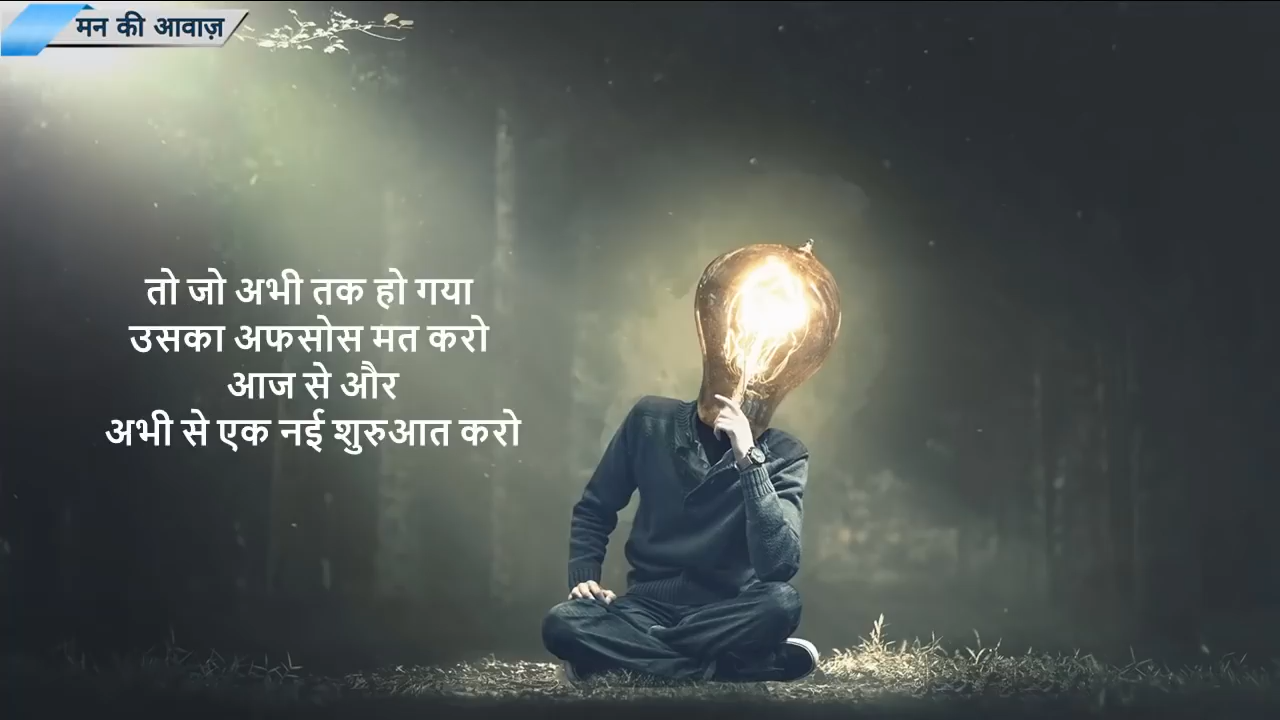 मन की आवाज़
तो जो अभी तक हो गया
उसका अफसोस मत करो
आज से और
अभी से एक नई शुरुआत करो